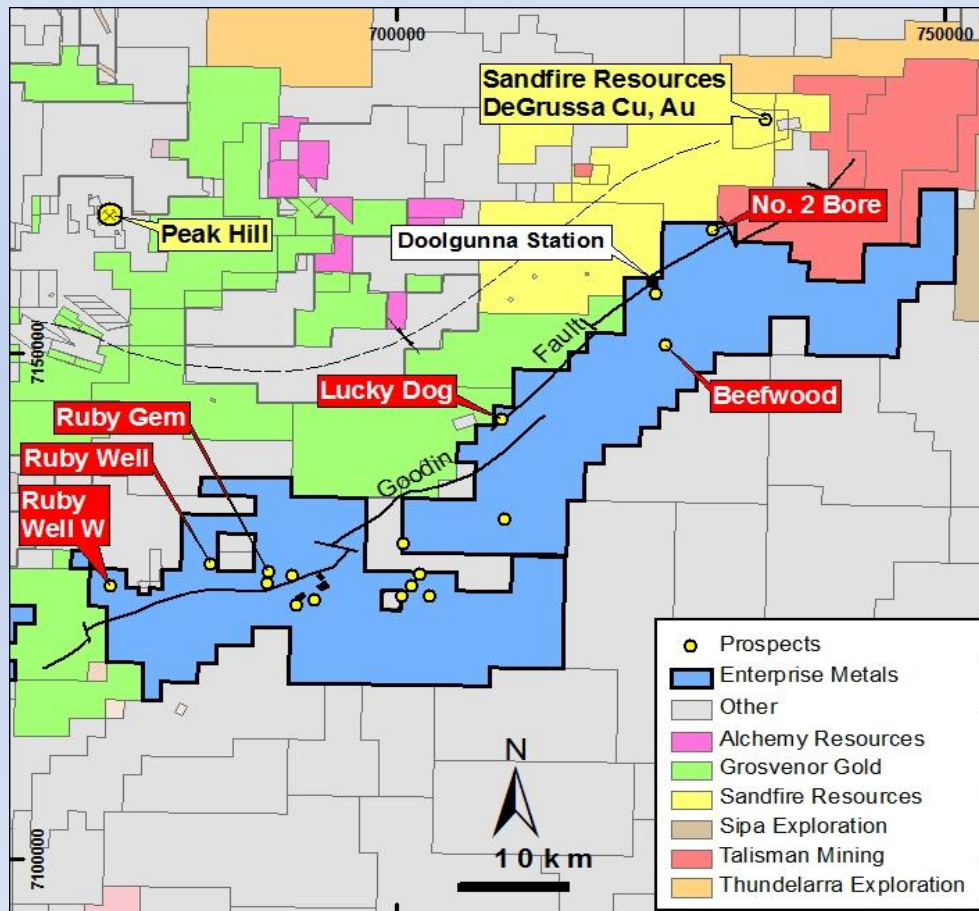 700000
750000
Sandfire Resources
DeGrussa Cu, Au
No. 2 Bore
Peak Hill
Doolgunna Station
7150000
Fault
Lucky Dog
Beefwood
Ruby Gem
Ruby Well
Goodin
Ruby
Well W
7100000
N
10km
Prospects
Enterprise Metals
Other
Alchemy Resources
Grosvenor Gold
Sandfire Resources
Sipa Exploration
Talisman Mining
Thundelarra Exploration